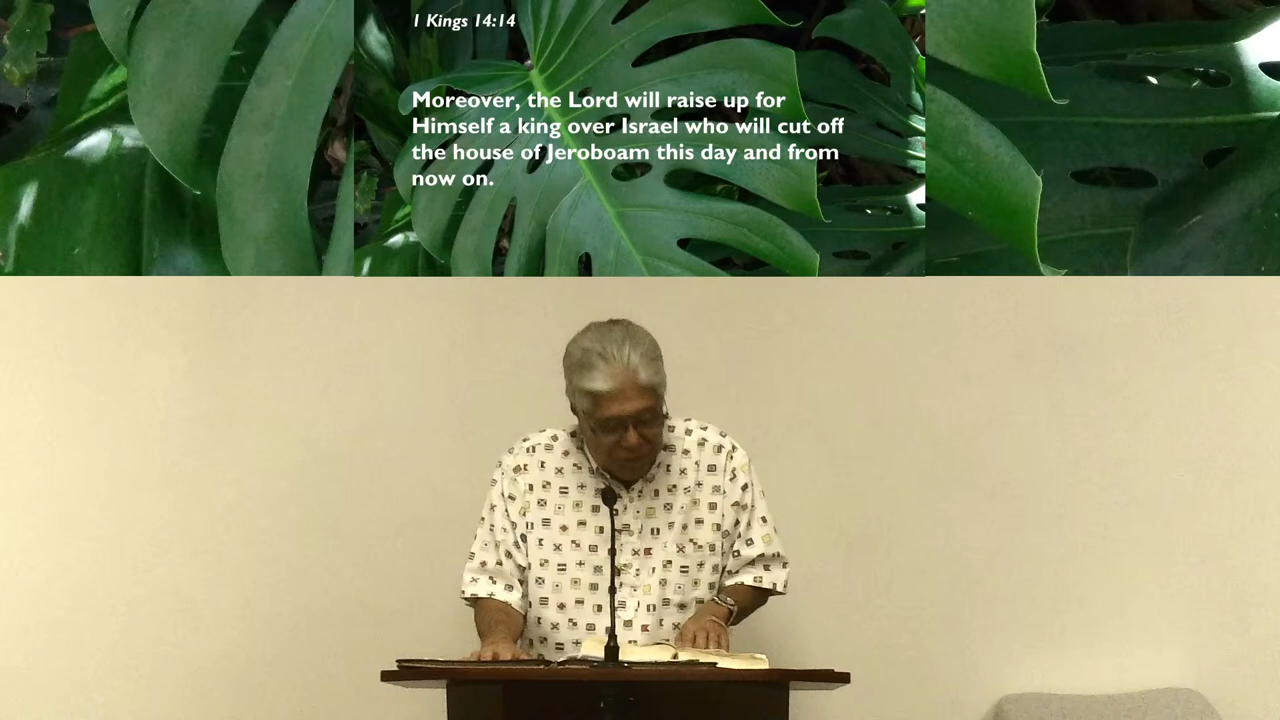 1 Kings 14:14
Moreover, the Lord will raise up for
Himself a king over Israel who will cut off
the house of Jeroboam this day and from
now on.